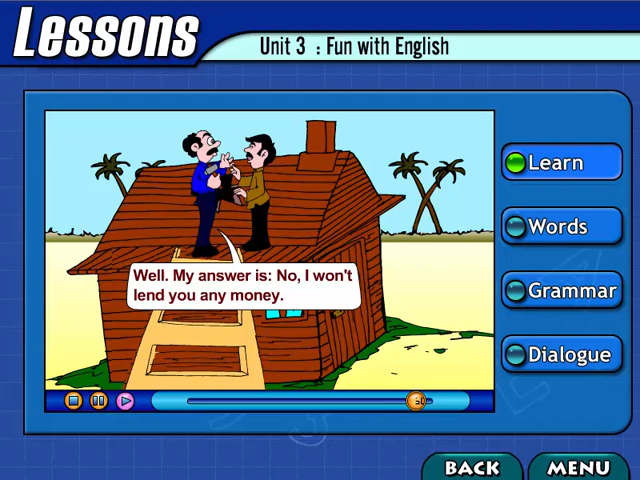 Lessons
Unit 3 : Fun with English
Learn
Words
Grammar
Dialogue
Well. My answer is: No, I won't
lend you any money.
BACK
MENU